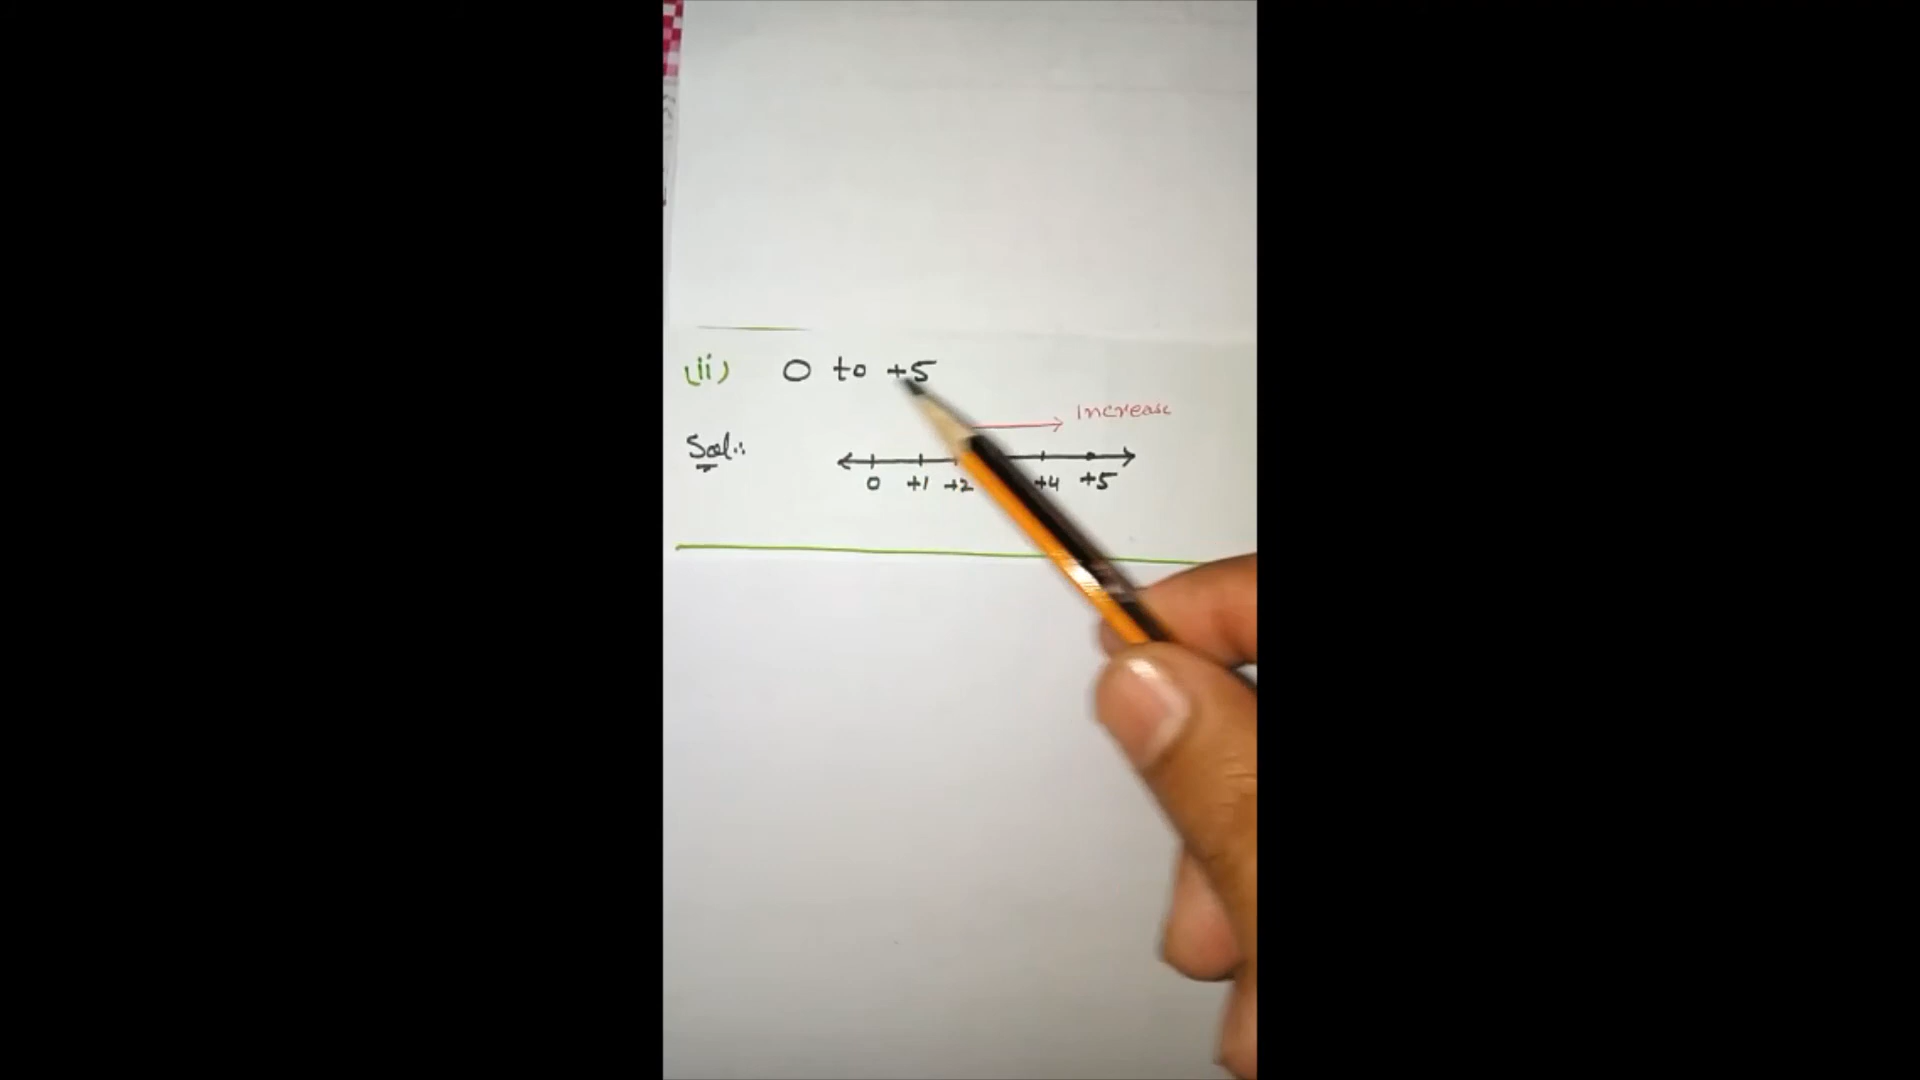 (ii) 0 to +5
Increase
Sol:
0 +1 +2 +4 +5